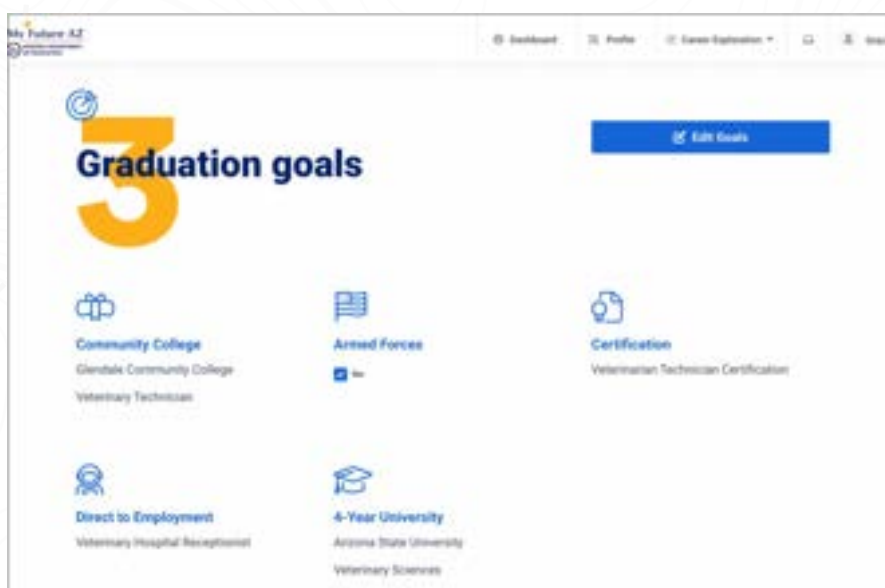 My Future AZ
Dashboard
Profile
Career Exploration
3
Graduation goals
Edit Goals
Community College
Glendale Community College
Veterinary Technician
Armed Forces
No
Certification
Veterinarian Technician Certification
Direct to Employment
Veterinary Hospital Receptionist
4-Year University
Arizona State University
Veterinary Sciences